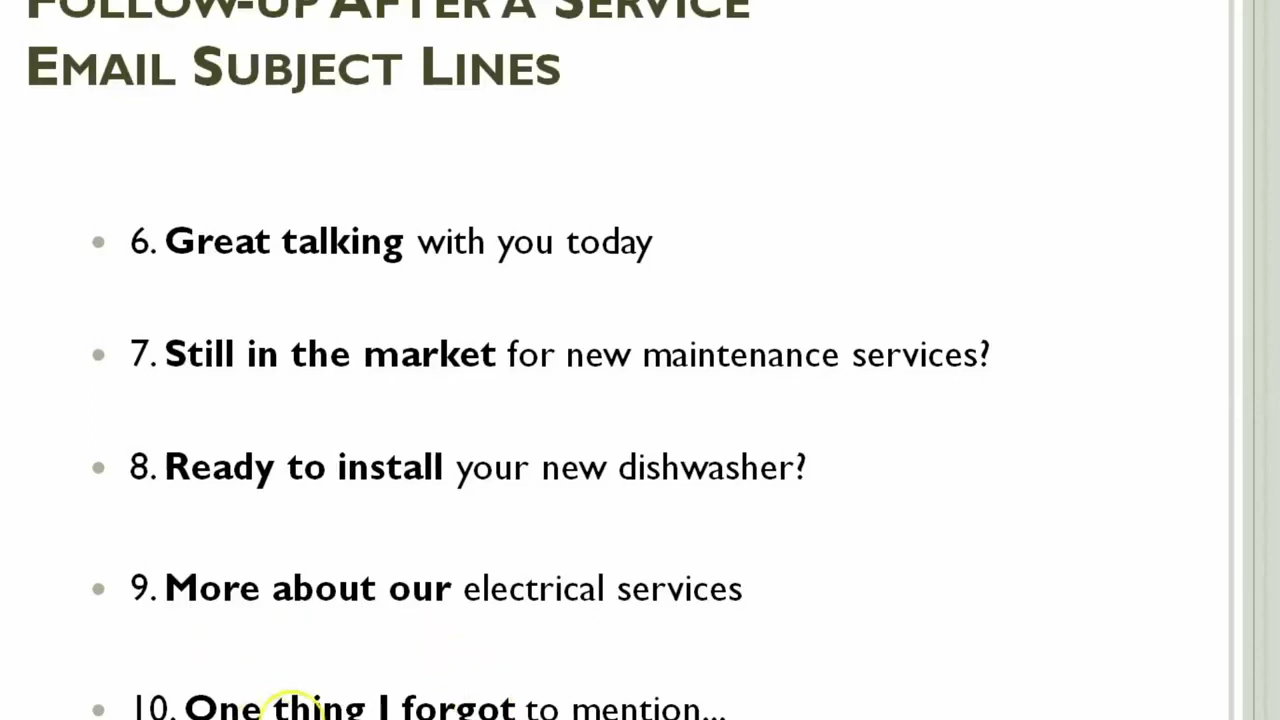 FOLLOW-UP AFTER A SERVICE
EMAIL SUBJECT LINES
• 6. Great talking with you today
• 7. Still in the market for new maintenance services?
• 8. Ready to install your new dishwasher?
• 9. More about our electrical services
• 10. One thing I forgot to mention...